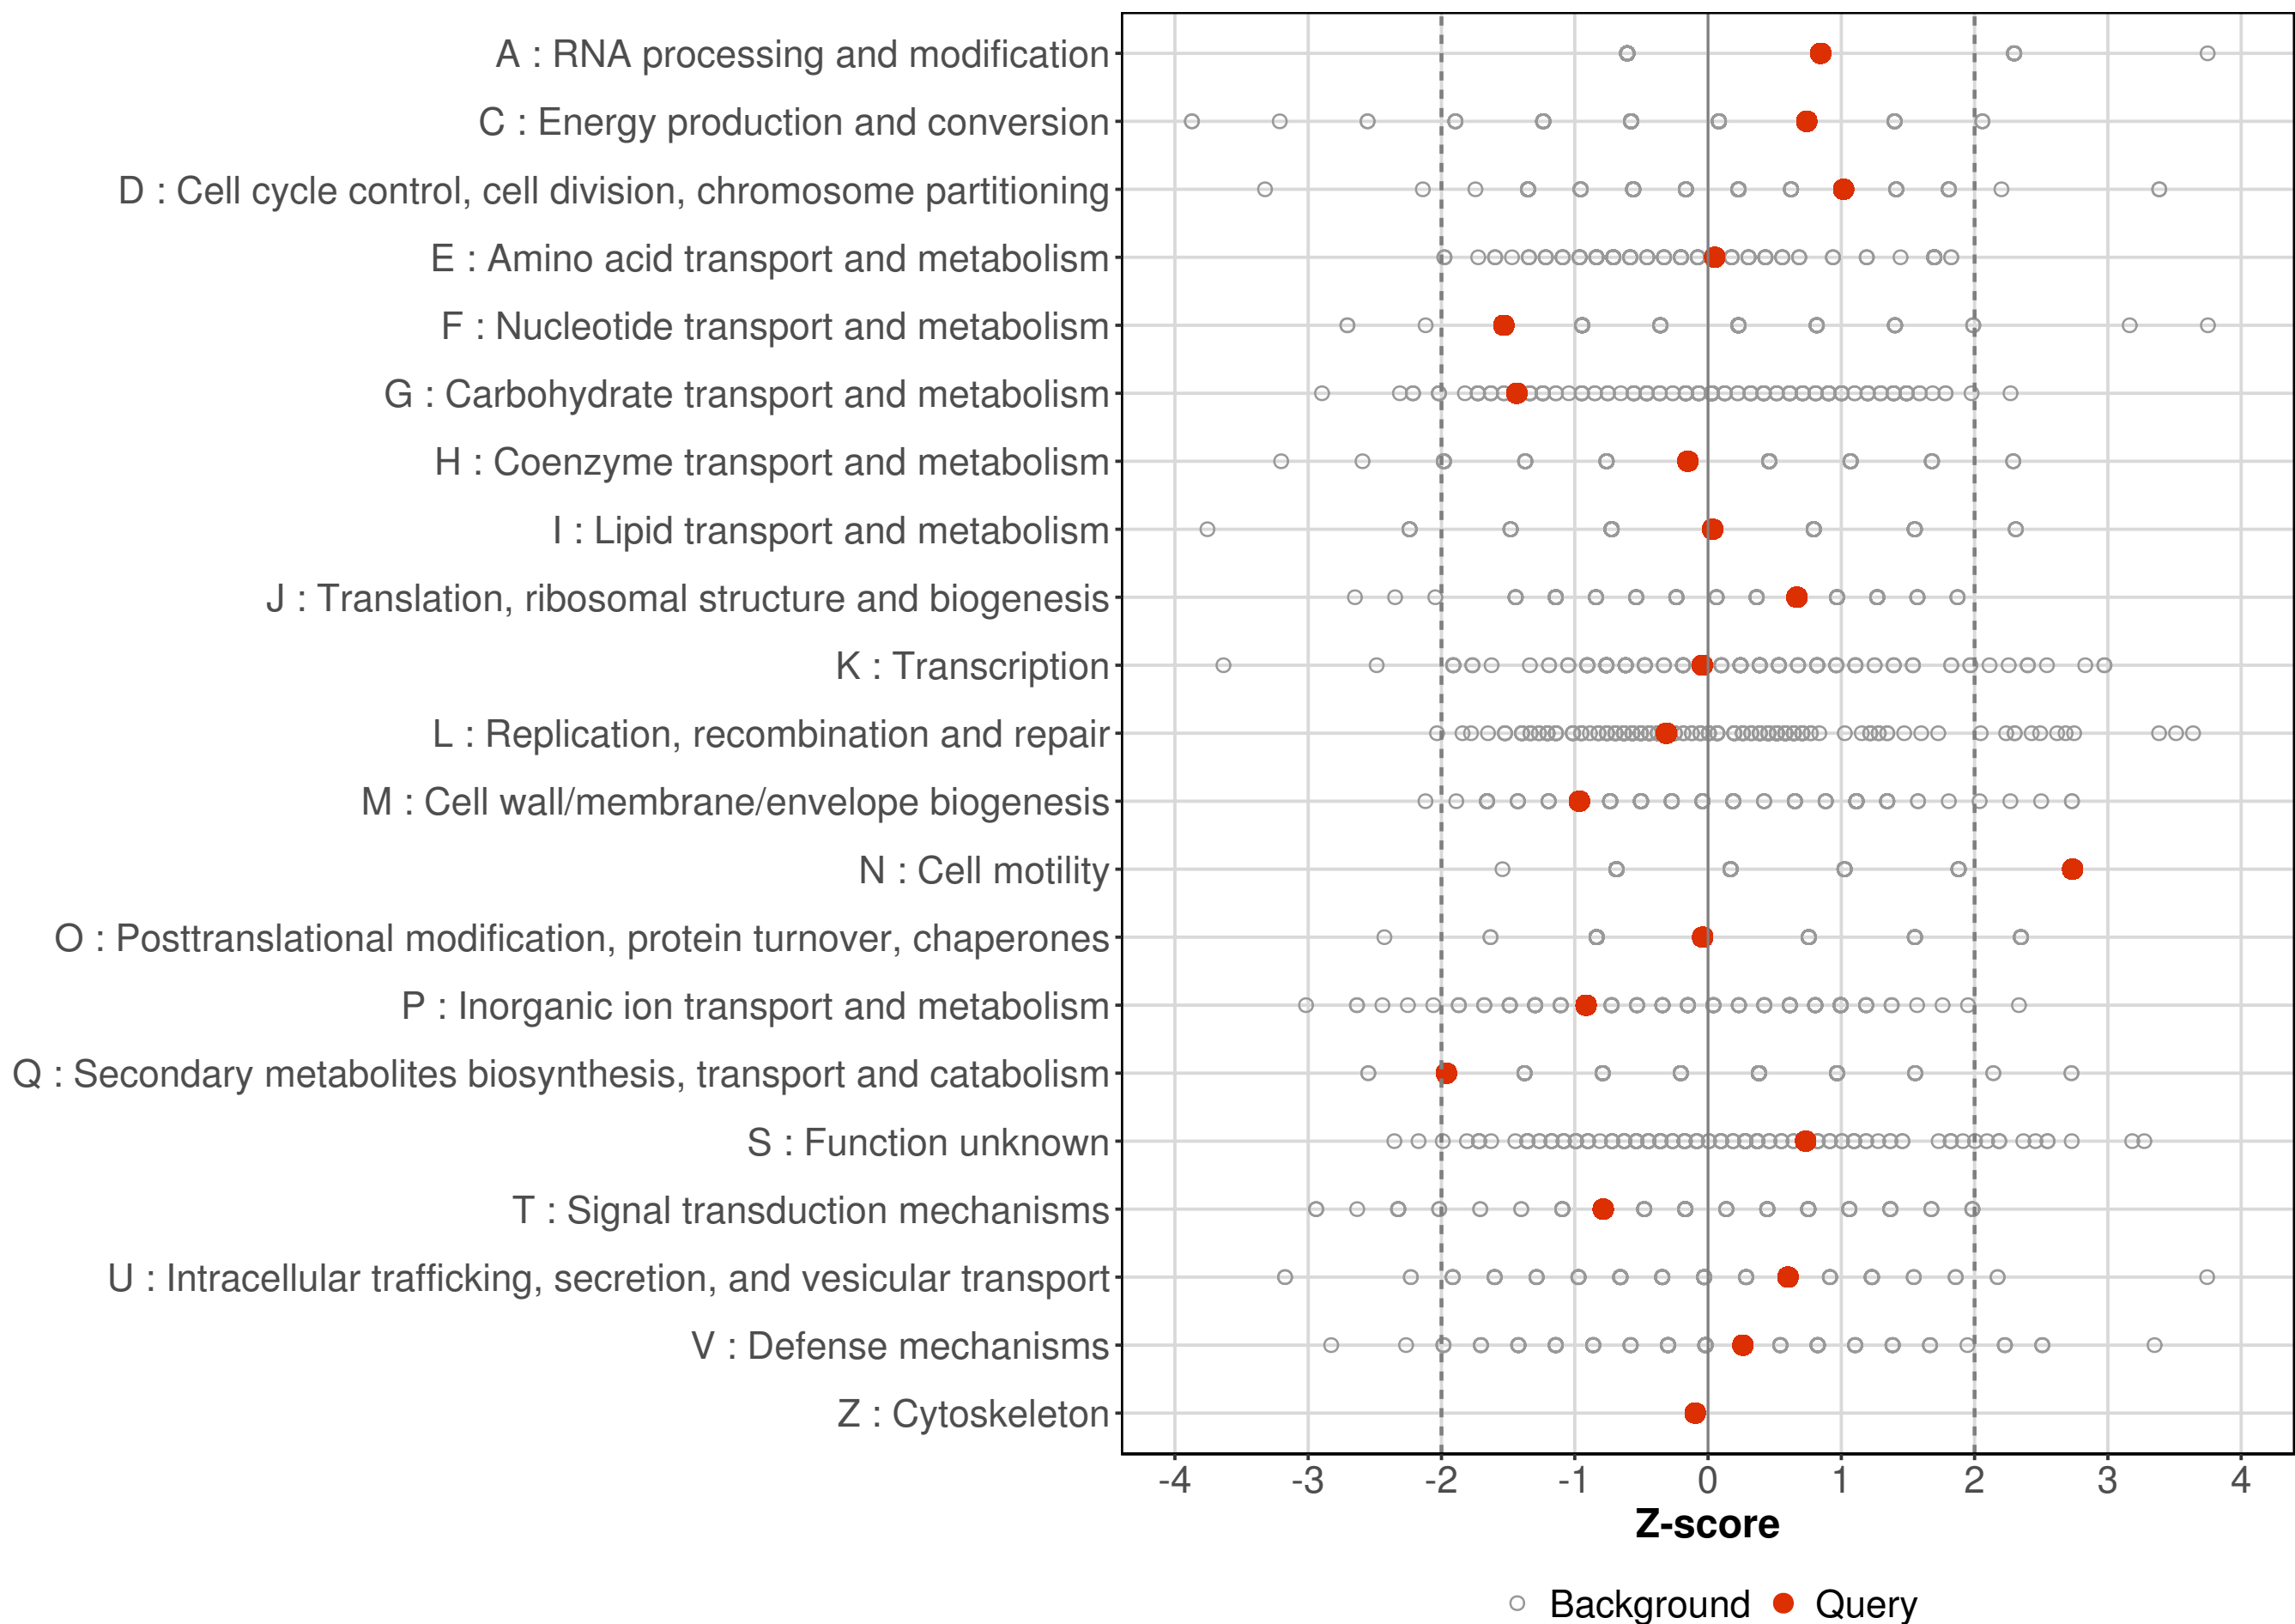 A : RNA processing and modification
C : Energy production and conversion
D : Cell cycle control, cell division, chromosome partitioning
E : Amino acid transport and metabolism
F : Nucleotide transport and metabolism
G : Carbohydrate transport and metabolism
H : Coenzyme transport and metabolism
I : Lipid transport and metabolism
J : Translation, ribosomal structure and biogenesis
K : Transcription
L : Replication, recombination and repair
M : Cell wall/membrane/envelope biogenesis
N : Cell motility
O : Posttranslational modification, protein turnover, chaperones
P : Inorganic ion transport and metabolism
Q : Secondary metabolites biosynthesis, transport and catabolism
S : Function unknown
T : Signal transduction mechanisms
U : Intracellular trafficking, secretion, and vesicular transport
V : Defense mechanisms
Z : Cytoskeleton
-4 -3 -2 -1 0 1 2 3 4
Z-score
Background Query